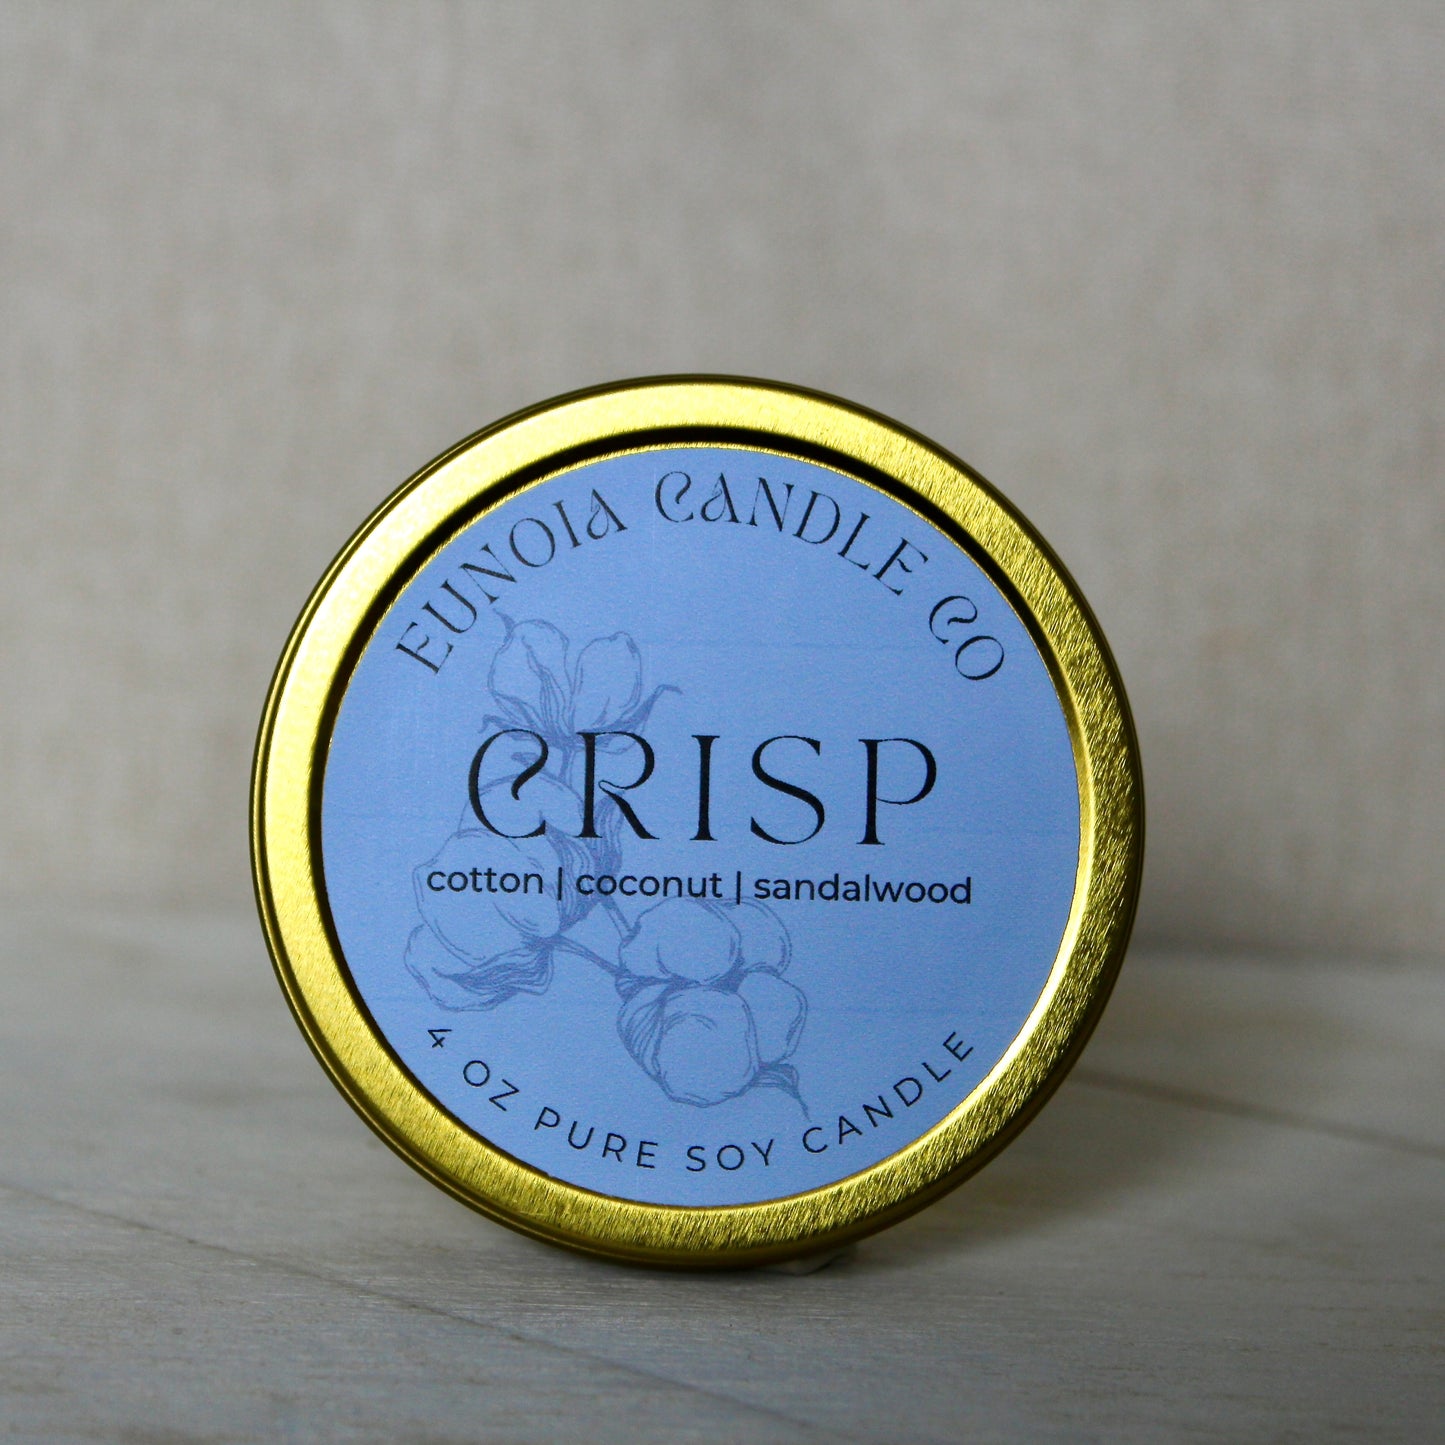 EUNOIA CANDLE CO
CRISP
cotton | coconut | sandalwood
4 OZ PURE SOY CANDLE